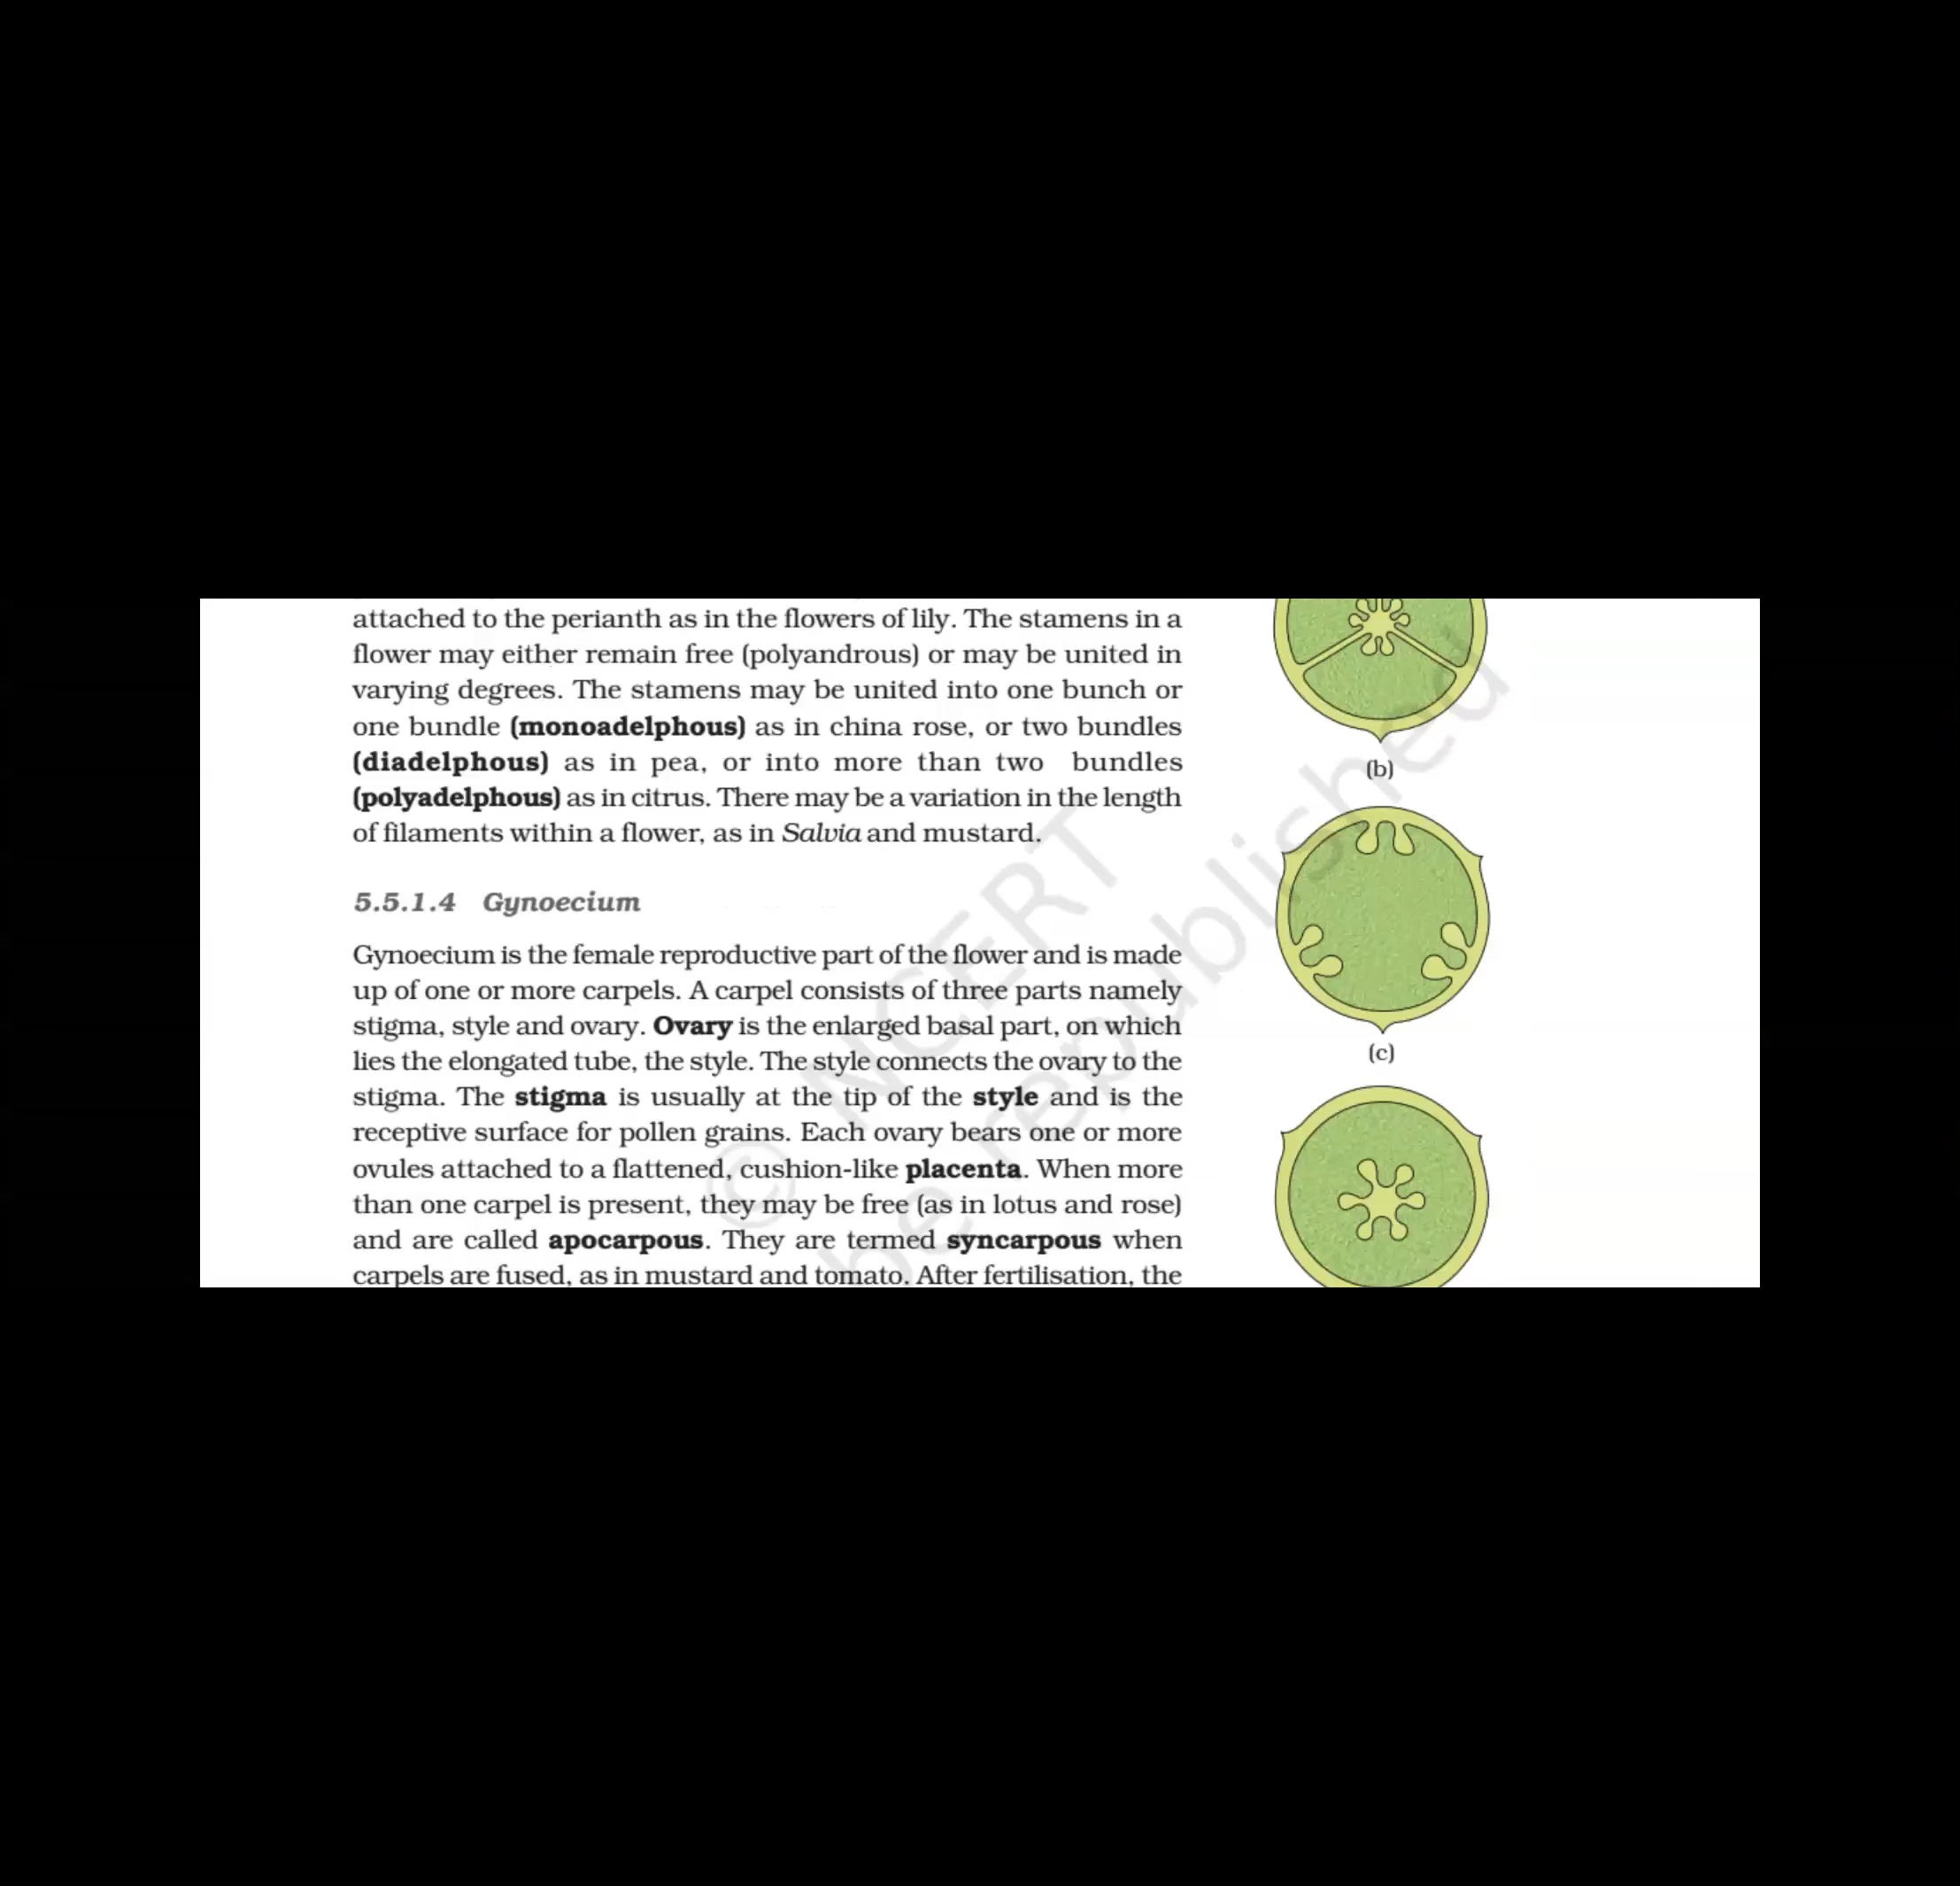 attached to the perianth as in the flowers of lily. The stamens in a
flower may either remain free (polyandrous) or may be united in
varying degrees. The stamens may be united into one bunch or
one bundle (monoadelphous) as in china rose, or two bundles
(diadelphous) as in pea, or into more than two bundles
(polyadelphous) as in citrus. There may be a variation in the length
of filaments within a flower, as in Salvia and mustard.
5.5.1.4 Gynoecium
Gynoecium is the female reproductive part of the flower and is made
up of one or more carpels. A carpel consists of three parts namely
stigma, style and ovary. Ovary is the enlarged basal part, on which
lies the elongated tube, the style. The style connects the ovary to the
stigma. The stigma is usually at the tip of the style and is the
receptive surface for pollen grains. Each ovary bears one or more
ovules attached to a flattened, cushion-like placenta. When more
than one carpel is present, they may be free (as in lotus and rose)
and are called apocarpous. They are termed syncarpous when
carpels are fused, as in mustard and tomato. After fertilisation, the
(b)
(c)
© NCERT
be republished